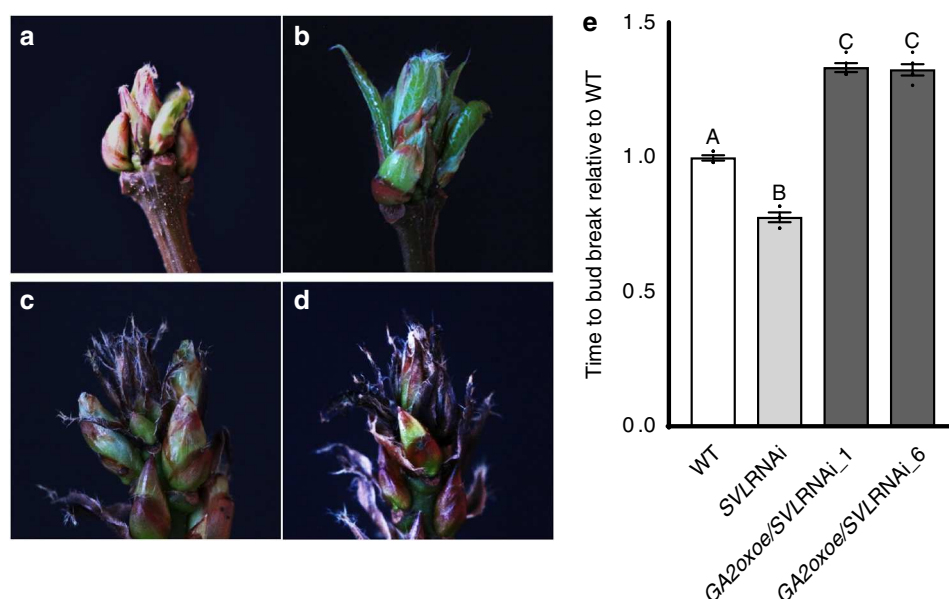 a
b
c
d
e
Time to bud break relative to WT
1.5
1.0
0.5
0.0
A
B
C
C
WT
SVLRNAi
GA2oxoe/SVLRNAi_1
GA2oxoe/SVLRNAi_6